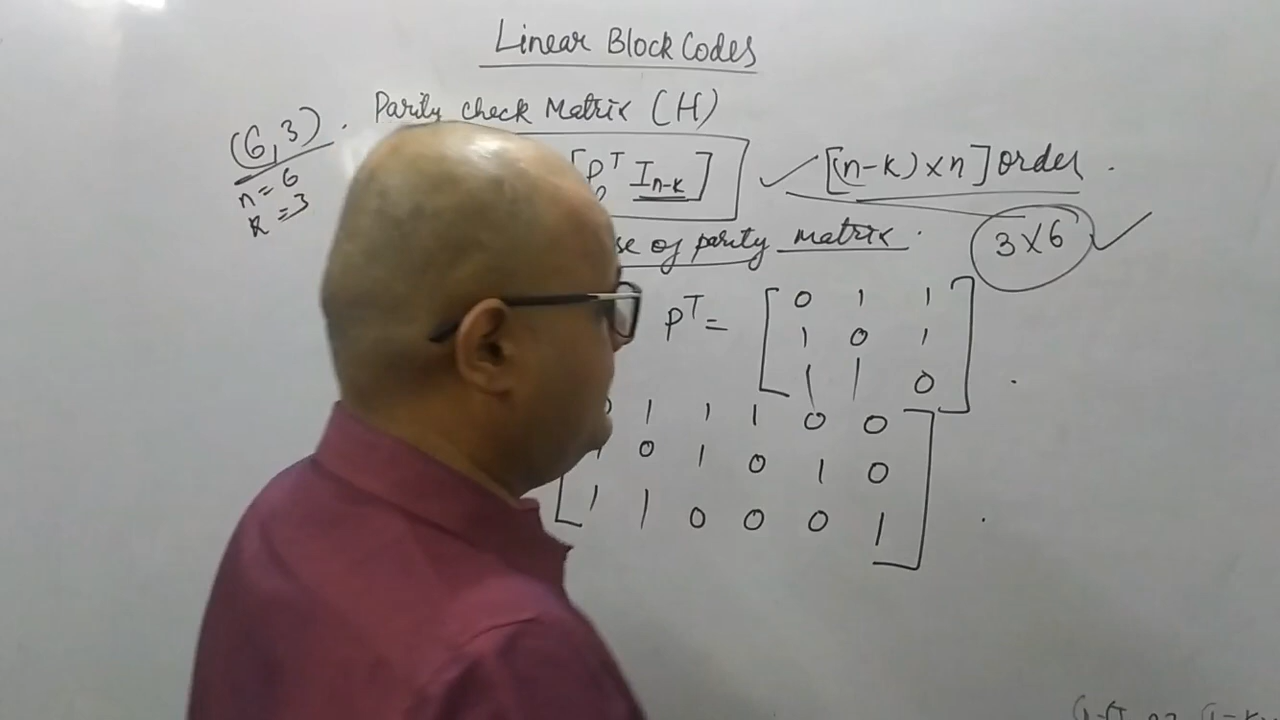 Linear Block Codes
(6,3). Parity check Matrix (H)
n=6
k=3
[P^T I_{n-k}] ✓ [(n-k) × n] order.
of parity matrix. 3×6 ✓
P^T = [0 1 1
1 0 1
1 1 0]
1 1 1 0 0
1 0 1 0 1 0
1 1 0 0 0 1